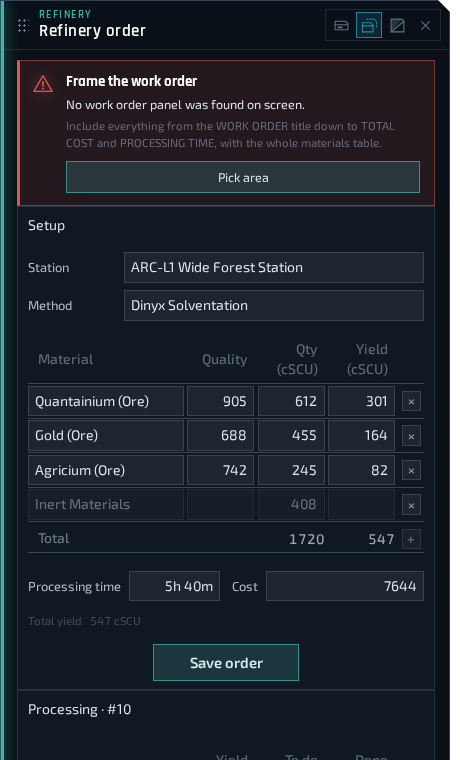 REFINERY
Refinery order
Frame the work order
No work order panel was found on screen.
Include everything from the WORK ORDER title down to TOTAL
COST and PROCESSING TIME, with the whole materials table.
Pick area
Setup
Station ARC-L1 Wide Forest Station
Method Dinyx Solventation
Material Quality Qty (cSCU) Yield (cSCU)
Quantainium (Ore) 905 612 301 ×
Gold (Ore) 688 455 164 ×
Agricium (Ore) 742 245 82 ×
Inert Materials 408 ×
Total 1720 547 +
Processing time 5h 40m Cost 7644
Total yield · 547 cSCU
Save order
Processing · #10
Yield To do Done